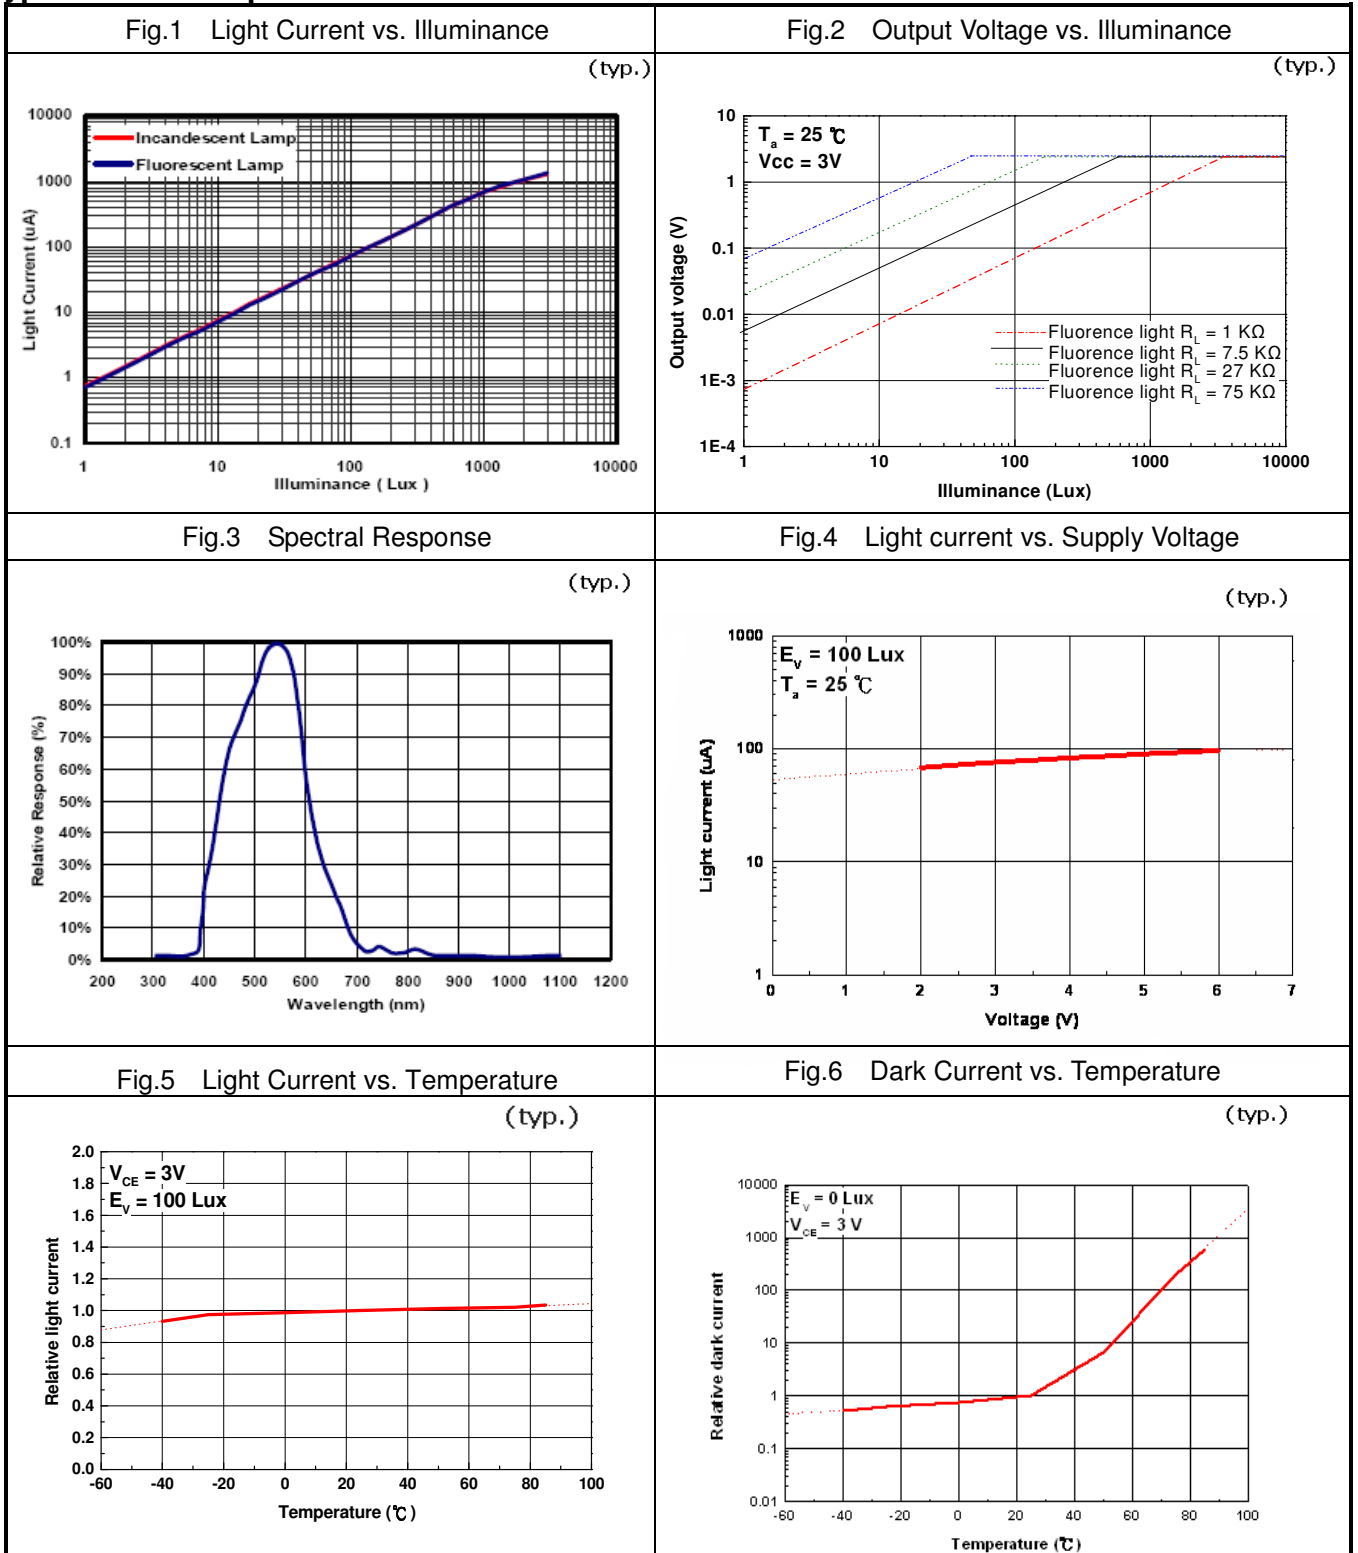 Fig.1 Light Current vs. Illuminance
(typ.)
10000
1000
100
10
1
0.1
Incandescent Lamp
Fluorescent Lamp
Light Current (uA)
1 10 100 1000 10000
Illuminance ( Lux )
Fig.2 Output Voltage vs. Illuminance
(typ.)
10
1
0.1
0.01
1E-3
1E-4
Ta = 25 ℃
Vcc = 3V
Output voltage (V)
Fluorence light RL = 1 KΩ
Fluorence light RL = 7.5 KΩ
Fluorence light RL = 27 KΩ
Fluorence light RL = 75 KΩ
1 10 100 1000 10000
Illuminance (Lux)
Fig.3 Spectral Response
(typ.)
100%
90%
80%
70%
60%
50%
40%
30%
20%
10%
0%
Relative Response (%)
200 300 400 500 600 700 800 900 1000 1100 1200
Wavelength (nm)
Fig.4 Light current vs. Supply Voltage
(typ.)
1000
100
10
1
Ev = 100 Lux
Ta = 25 ℃
Light current (uA)
0 1 2 3 4 5 6 7
Voltage (V)
Fig.5 Light Current vs. Temperature
(typ.)
2.0
1.8
1.6
1.4
1.2
1.0
0.8
0.6
0.4
0.2
0.0
VCE = 3V
EV = 100 Lux
Relative light current
-60 -40 -20 0 20 40 60 80 100
Temperature (℃)
Fig.6 Dark Current vs. Temperature
(typ.)
10000
1000
100
10
1
0.1
0.01
Ev = 0 Lux
VCE = 3 V
Relative dark current
-60 -40 -20 0 20 40 60 80 100
Temperature (℃)